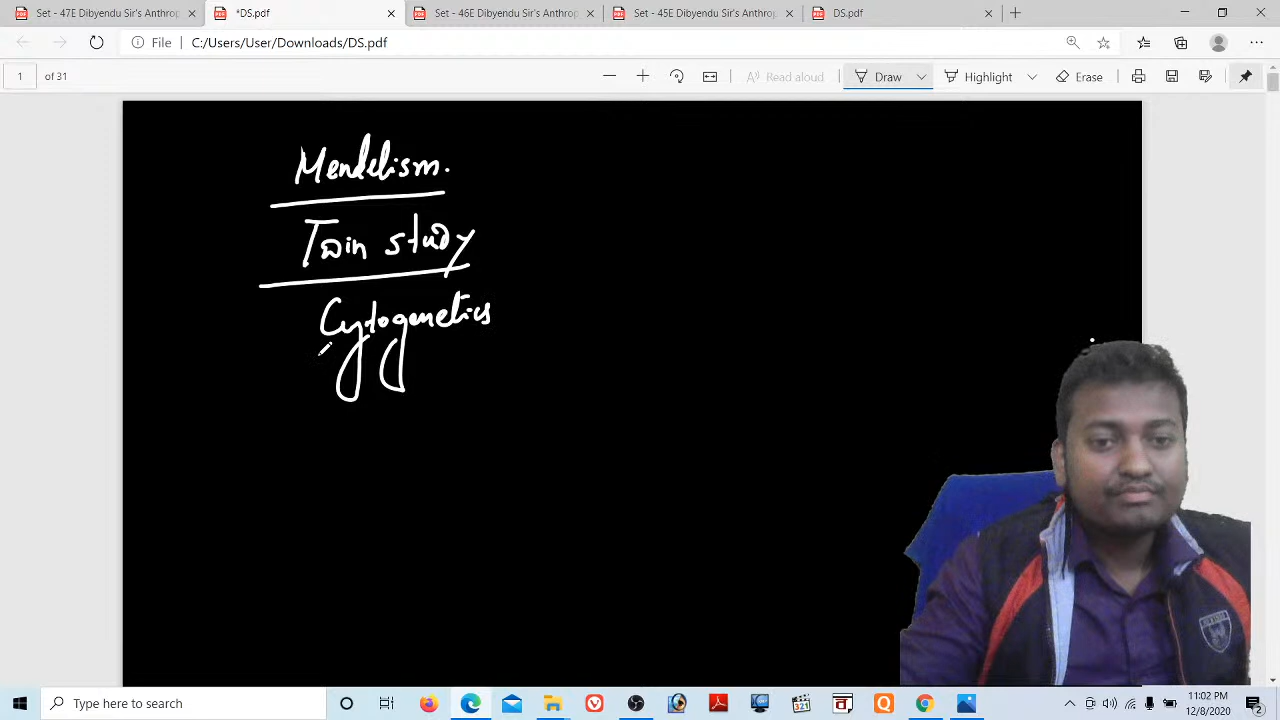 Set - 47E Dibyendu Sir's Anthrop
*DS.pdf
Set - 46E Dibyendu Sir's Anthrop
Set - 45E Dibyendu Sir's Anthrop
DS.pdf
File C:/Users/User/Downloads/DS.pdf
1 of 31
Read aloud
Draw
Highlight
Erase
Mendelism.
Twin study
Cytogenetics
Type here to search
321
Q
11:02 PM
12/8/2020
2